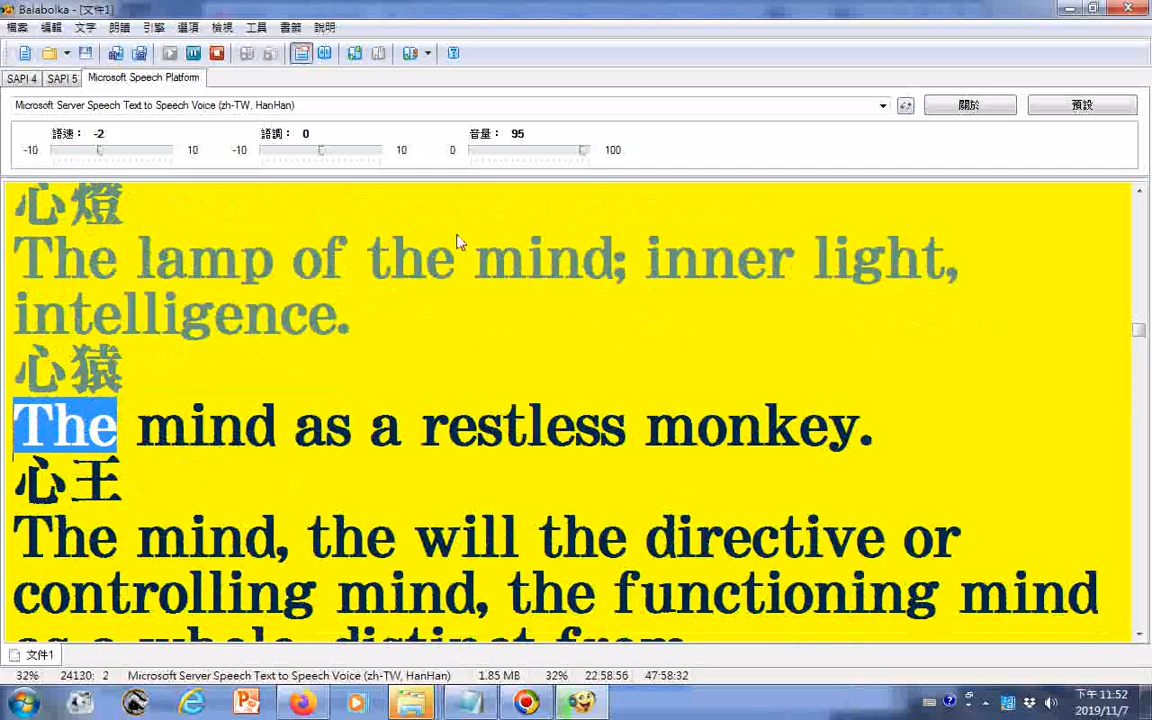 Balabolka - [文件1]
檔案 編輯 文字 朗讀 引擎 選項 檢視 工具 書籤 說明
SAPI 4 SAPI 5 Microsoft Speech Platform
Microsoft Server Speech Text to Speech Voice (zh-TW, HanHan) 關於 預設
語速： -2 語調： 0 音量： 95
-10 10 -10 10 0 100
心燈
The lamp of the mind; inner light,
intelligence.
心猿
The mind as a restless monkey.
心王
The mind, the will the directive or
controlling mind, the functioning mind
as a whole, distinct from
文件1
32% 24130: 2 Microsoft Server Speech Text to Speech Voice (zh-TW, HanHan) 1.85 MB 32% 22:58:56 47:58:32
下午 11:52
2019/11/7